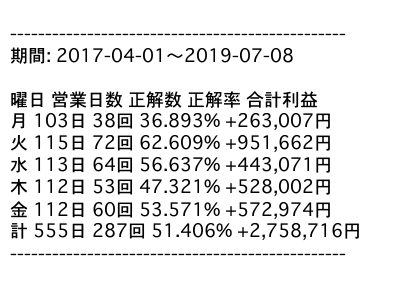 ------------------------------------------------
期間: 2017-04-01～2019-07-08
曜日 営業日数 正解数 正解率 合計利益
月 103日 38回 36.893% +263,007円
火 115日 72回 62.609% +951,662円
水 113日 64回 56.637% +443,071円
木 112日 53回 47.321% +528,002円
金 112日 60回 53.571% +572,974円
計 555日 287回 51.406% +2,758,716円
------------------------------------------------